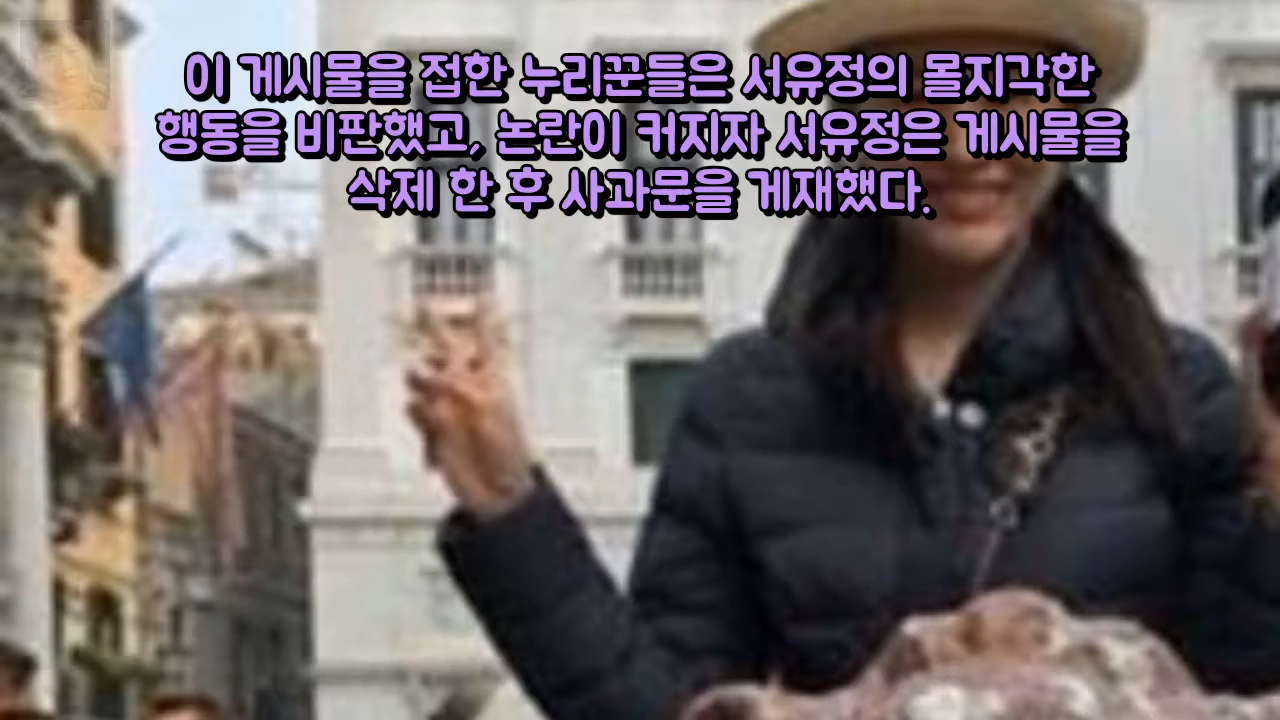 이 게시물을 접한 누리꾼들은 서유정의 몰지각한
행동을 비판했고, 논란이 커지자 서유정은 게시물을
삭제 한 후 사과문을 게재했다.